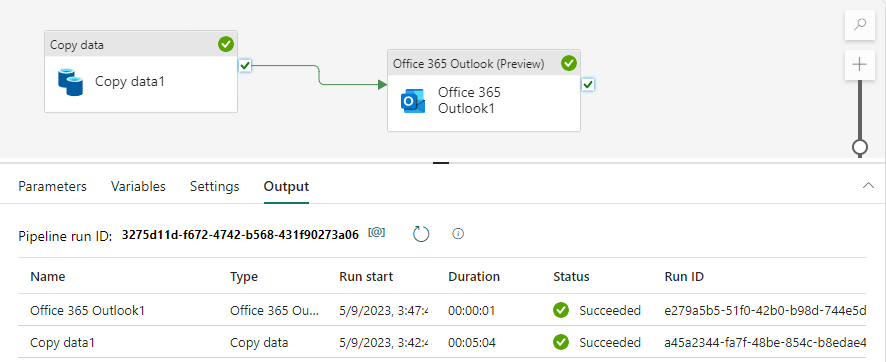 Copy data
Copy data1
Office 365 Outlook (Preview)
Office 365
Outlook1
Parameters Variables Settings Output
Pipeline run ID: 3275d11d-f672-4742-b568-431f90273a06 [@]
Name Type Run start Duration Status Run ID
Office 365 Outlook1 Office 365 Ou... 5/9/2023, 3:47:4 00:00:01 Succeeded e279a5b5-51f0-42b0-b98d-744e5d
Copy data1 Copy data 5/9/2023, 3:42:4 00:05:04 Succeeded a45a2344-fa7f-48be-854c-b8edae4